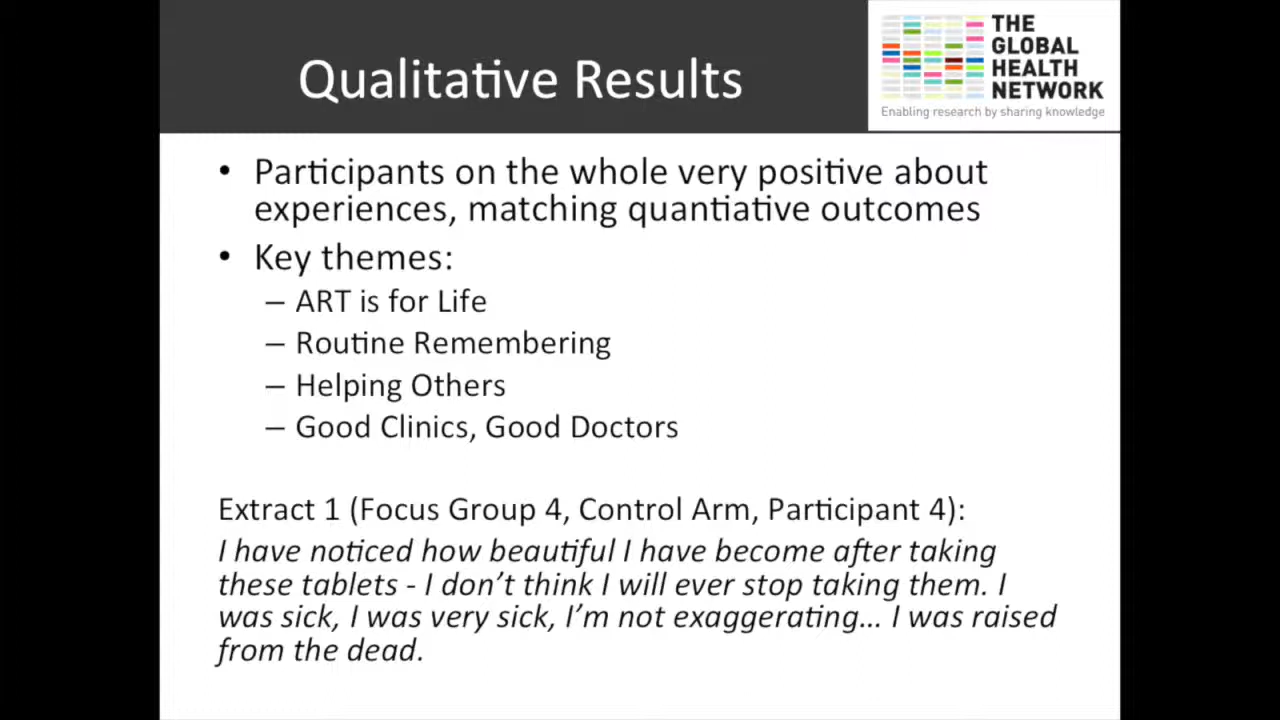 Qualitative Results
THE
GLOBAL
HEALTH
NETWORK
Enabling research by sharing knowledge
• Participants on the whole very positive about
experiences, matching quantiative outcomes
• Key themes:
– ART is for Life
– Routine Remembering
– Helping Others
– Good Clinics, Good Doctors
Extract 1 (Focus Group 4, Control Arm, Participant 4):
I have noticed how beautiful I have become after taking
these tablets - I don't think I will ever stop taking them. I
was sick, I was very sick, I'm not exaggerating... I was raised
from the dead.